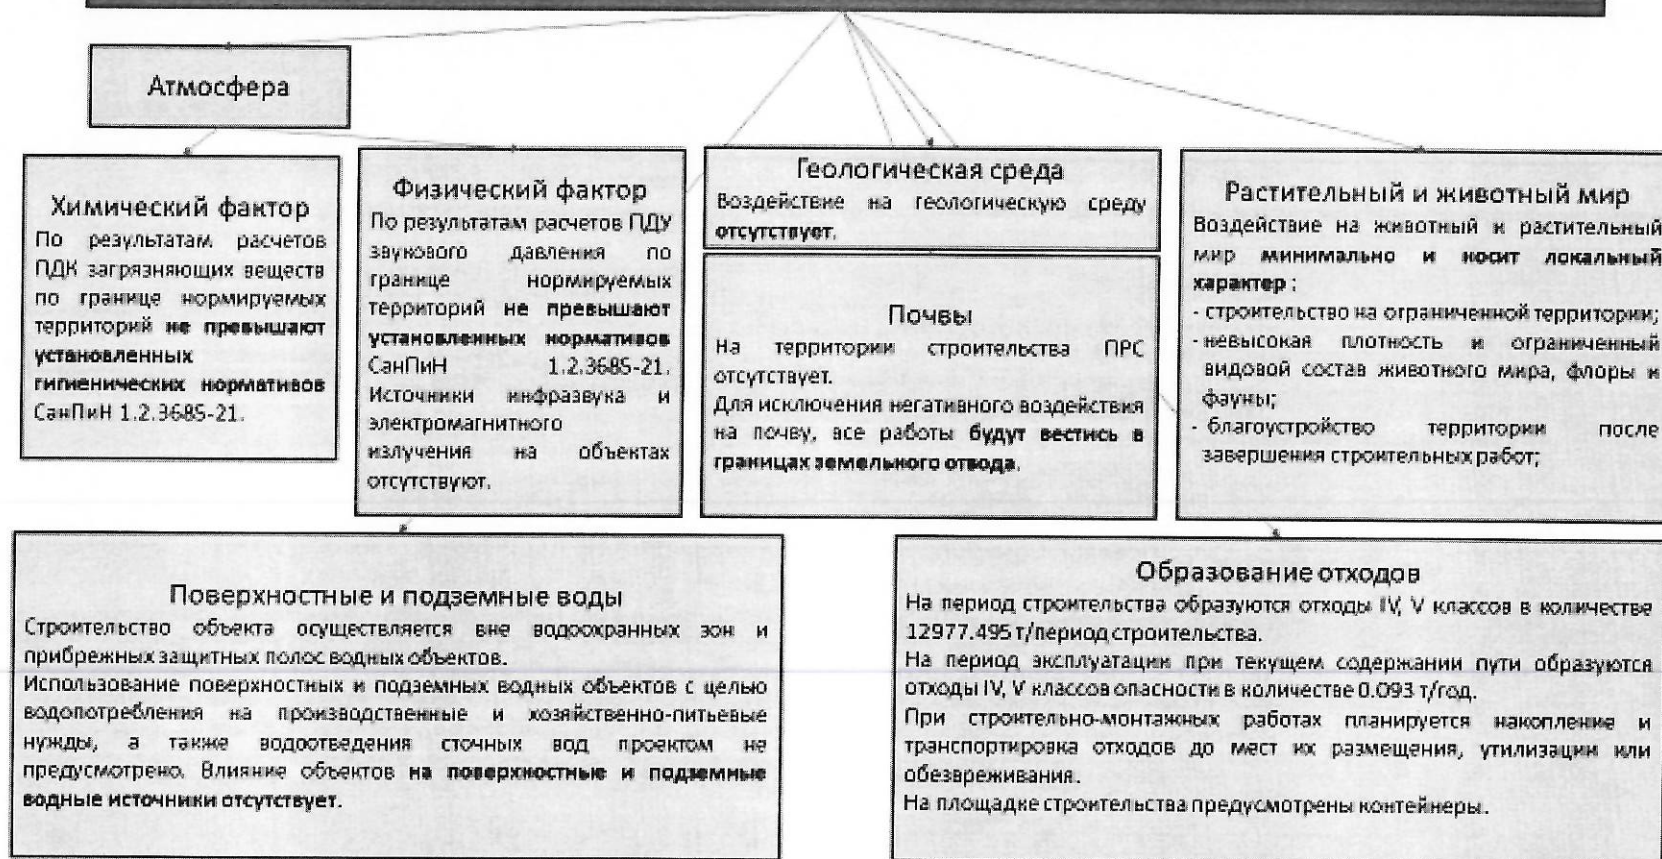 Атмосфера
Химический фактор
По результатам расчетов
ПДК загрязняющих веществ
по границе нормируемых
территорий не превышают
установленных
гигиенических нормативов
СанПиН 1.2.3685-21.
Физический фактор
По результатам расчетов ПДУ
звукового давления по
границе нормируемых
территорий не превышают
установленных нормативов
СанПиН 1.2.3685-21.
Источники инфразвука и
электромагнитного
излучения на объектах
отсутствуют.
Геологическая среда
Воздействие на геологическую среду
отсутствует.
Почвы
На территории строительства ПРС
отсутствует.
Для исключения негативного воздействия
на почву, все работы будут вестись в
границах земельного отвода.
Растительный и животный мир
Воздействие на животный и растительный
мир минимально и носит локальный
характер :
- строительство на ограниченной территории;
- невысокая плотность и ограниченный
видовой состав животного мира, флоры и
фауны;
- благоустройство территории после
завершения строительных работ;
Поверхностные и подземные воды
Строительство объекта осуществляется вне водоохранных зон и
прибрежных защитных полос водных объектов.
Использование поверхностных и подземных водных объектов с целью
водопотребления на производственные и хозяйственно-питьевые
нужды, а также водоотведения сточных вод проектом не
предусмотрено. Влияние объектов на поверхностные и подземные
водные источники отсутствует.
Образование отходов
На период строительства образуются отходы IV, V классов в количестве
12977.495 т/период строительства.
На период эксплуатации при текущем содержании пути образуются
отходы IV, V классов опасности в количестве 0.093 т/год.
При строительно-монтажных работах планируется накопление и
транспортировка отходов до мест их размещения, утилизации или
обезвреживания.
На площадке строительства предусмотрены контейнеры.